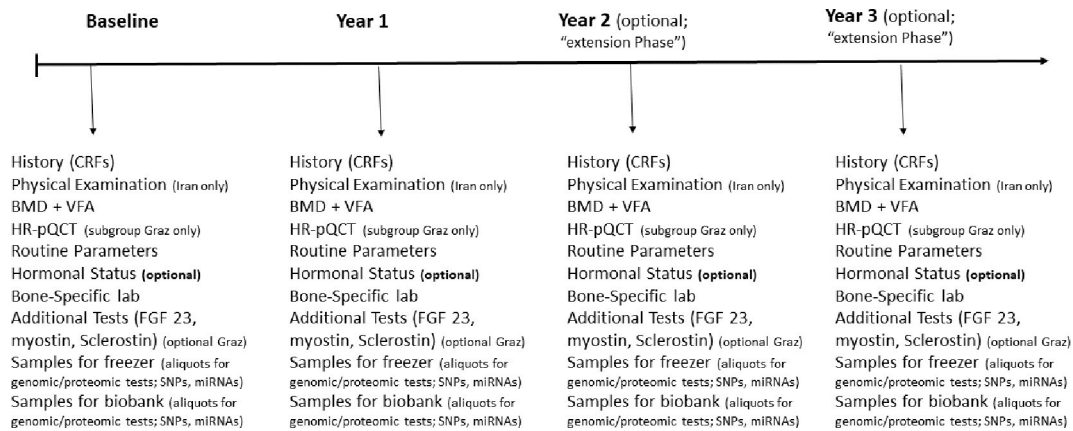 Baseline
Year 1
Year 2 (optional;
“extension Phase”)
Year 3 (optional;
“extension Phase”)
History (CRFs)
Physical Examination (Iran only)
BMD + VFA
HR-pQCT (subgroup Graz only)
Routine Parameters
Hormonal Status (optional)
Bone-Specific lab
Additional Tests (FGF 23,
myostin, Sclerostin) (optional Graz)
Samples for freezer (aliquots for
genomic/proteomic tests; SNPs, miRNAs)
Samples for biobank (aliquots for
genomic/proteomic tests; SNPs, miRNAs)
History (CRFs)
Physical Examination (Iran only)
BMD + VFA
HR-pQCT (subgroup Graz only)
Routine Parameters
Hormonal Status (optional)
Bone-Specific lab
Additional Tests (FGF 23,
myostin, Sclerostin) (optional Graz)
Samples for freezer (aliquots for
genomic/proteomic tests; SNPs, miRNAs)
Samples for biobank (aliquots for
genomic/proteomic tests; SNPs, miRNAs)
History (CRFs)
Physical Examination (Iran only)
BMD + VFA
HR-pQCT (subgroup Graz only)
Routine Parameters
Hormonal Status (optional)
Bone-Specific lab
Additional Tests (FGF 23,
myostin, Sclerostin) (optional Graz)
Samples for freezer (aliquots for
genomic/proteomic tests; SNPs, miRNAs)
Samples for biobank (aliquots for
genomic/proteomic tests; SNPs, miRNAs)
History (CRFs)
Physical Examination (Iran only)
BMD + VFA
HR-pQCT (subgroup Graz only)
Routine Parameters
Hormonal Status (optional)
Bone-Specific lab
Additional Tests (FGF 23,
myostin, Sclerostin) (optional Graz)
Samples for freezer (aliquots for
genomic/proteomic tests; SNPs, miRNAs)
Samples for biobank (aliquots for
genomic/proteomic tests; SNPs, miRNAs)